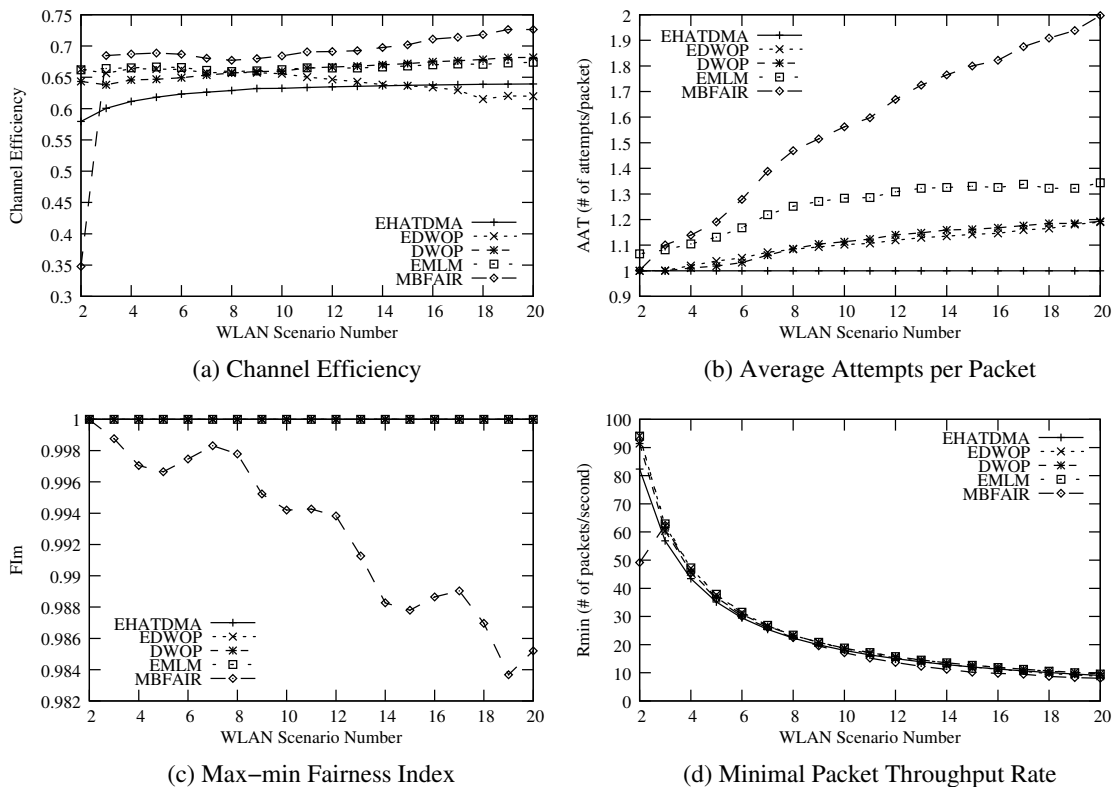 0.75
0.7
0.65
0.6
0.55
0.5
0.45
0.4
0.35
0.3
Channel Efficiency
EHATDMA
EDWOP
DWOP
EMLM
MBFAIR
2 4 6 8 10 12 14 16 18 20
WLAN Scenario Number
(a) Channel Efficiency
2
1.9
1.8
1.7
1.6
1.5
1.4
1.3
1.2
1.1
1
0.9
AAT (# of attempts/packet)
EHATDMA
EDWOP
DWOP
EMLM
MBFAIR
2 4 6 8 10 12 14 16 18 20
WLAN Scenario Number
(b) Average Attempts per Packet
1
0.998
0.996
0.994
0.992
0.99
0.988
0.986
0.984
0.982
FIm
EHATDMA
EDWOP
DWOP
EMLM
MBFAIR
2 4 6 8 10 12 14 16 18 20
WLAN Scenario Number
(c) Max−min Fairness Index
100
90
80
70
60
50
40
30
20
10
0
Rmin (# of packets/second)
EHATDMA
EDWOP
DWOP
EMLM
MBFAIR
2 4 6 8 10 12 14 16 18 20
WLAN Scenario Number
(d) Minimal Packet Throughput Rate